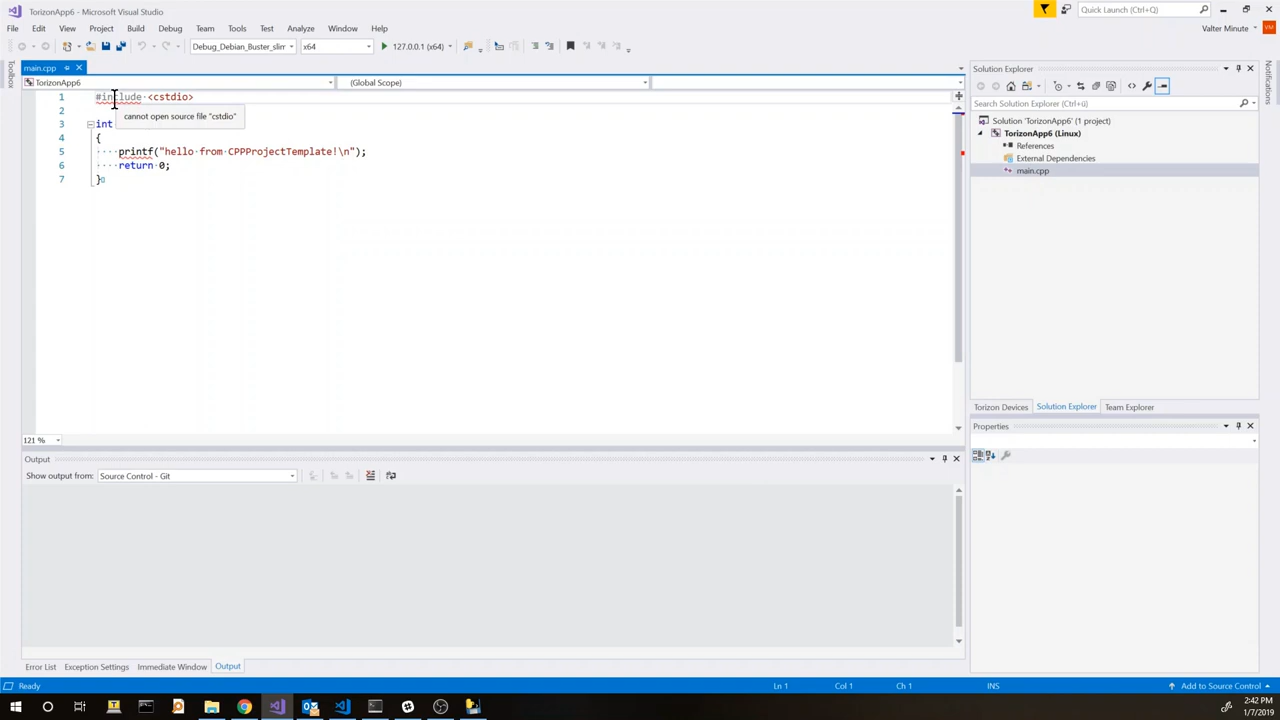 TorizonApp6 - Microsoft Visual Studio
Quick Launch (Ctrl+Q)
File Edit View Project Build Debug Team Tools Test Analyze Window Help
Valter Minute VM
Debug_Debian_Buster_slim x64 127.0.0.1 (x64)
main.cpp
TorizonApp6 (Global Scope)
1 #include <cstdio>
cannot open source file "cstdio"
2
3 int
4 {
5 printf("hello from CPPProjectTemplate!\n");
6 return 0;
7 }
121 %
Toolbox
Solution Explorer
Search Solution Explorer (Ctrl+ù)
Solution 'TorizonApp6' (1 project)
TorizonApp6 (Linux)
References
External Dependencies
main.cpp
Torizon Devices Solution Explorer Team Explorer
Properties
Notifications
Output
Show output from: Source Control - Git
Error List Exception Settings Immediate Window Output
Ready Ln 1 Col 1 Ch 1 INS Add to Source Control
2:42 PM
1/7/2019